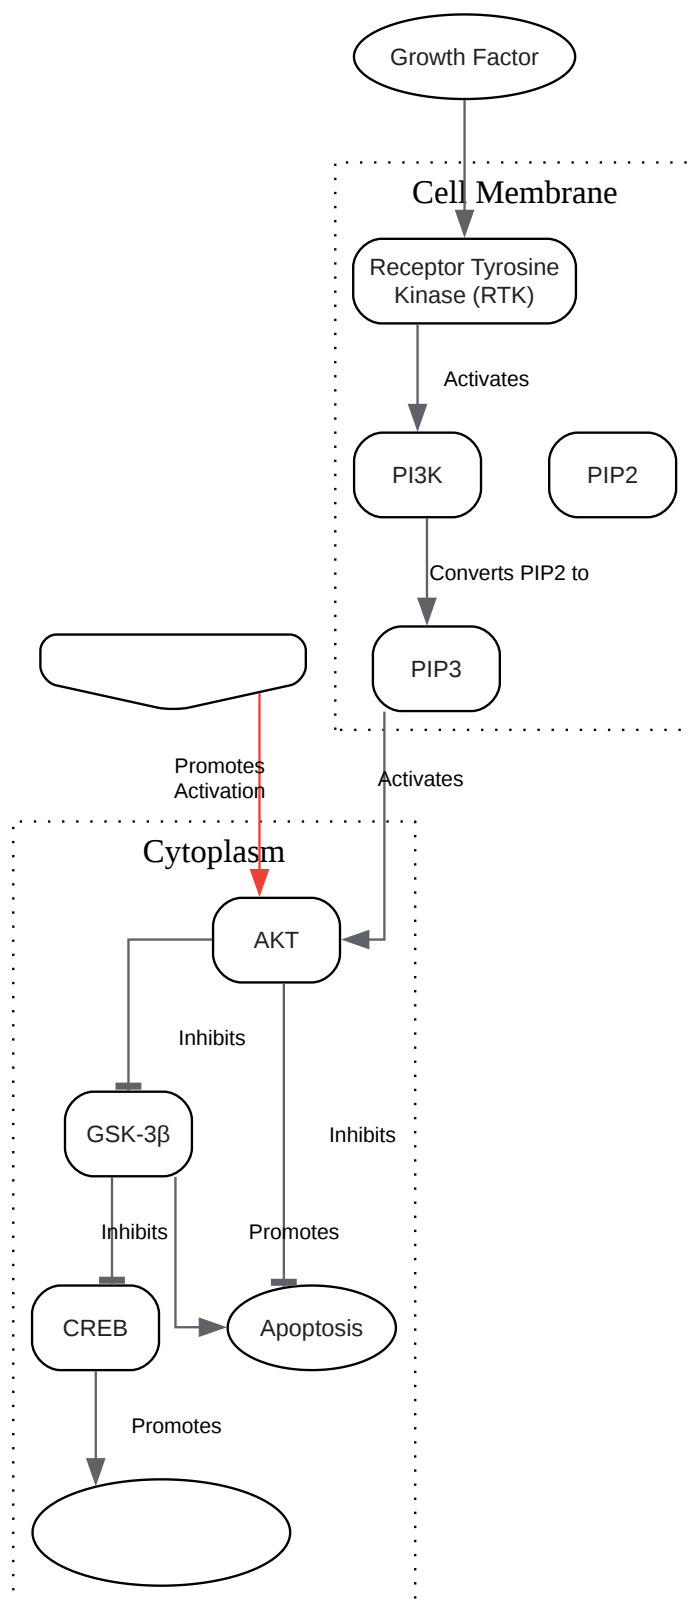 Growth Factor
Cell Membrane
Receptor Tyrosine
Kinase (RTK)
Activates
PI3K
PIP2
Converts PIP2 to
PIP3
Promotes
Activation
Activates
Cytoplasm
AKT
Inhibits
GSK-3β
Inhibits
Inhibits
Promotes
CREB
Apoptosis
Promotes